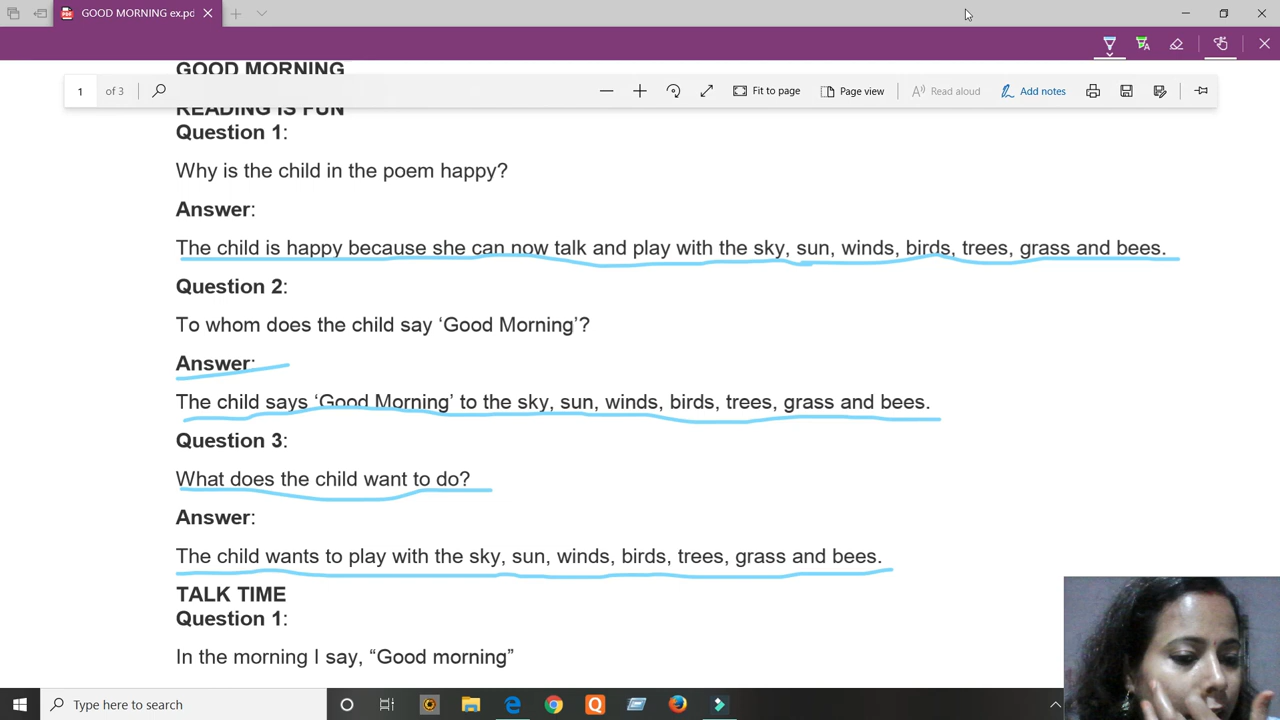 GOOD MORNING ex.pd
1 of 3 Fit to page Page view Read aloud Add notes
GOOD MORNING
READING IS FUN
Question 1:
Why is the child in the poem happy?
Answer:
The child is happy because she can now talk and play with the sky, sun, winds, birds, trees, grass and bees.
Question 2:
To whom does the child say ‘Good Morning’?
Answer:
The child says ‘Good Morning’ to the sky, sun, winds, birds, trees, grass and bees.
Question 3:
What does the child want to do?
Answer:
The child wants to play with the sky, sun, winds, birds, trees, grass and bees.
TALK TIME
Question 1:
In the morning I say, “Good morning”
Type here to search